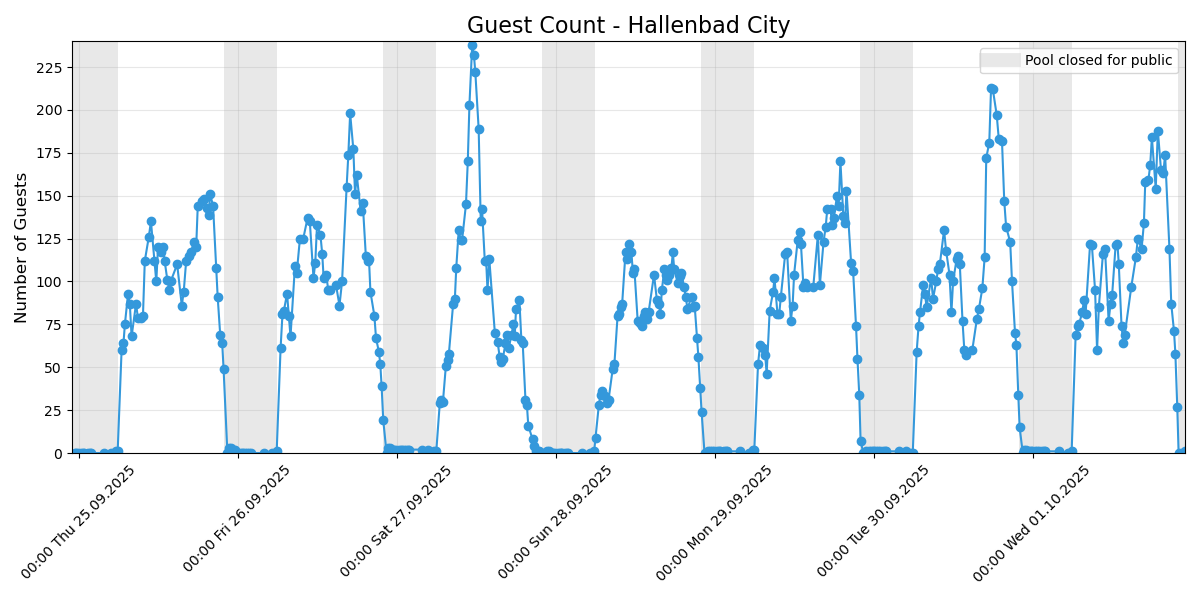 Guest Count - Hallenbad City
Pool closed for public
Number of Guests
225
200
175
150
125
100
75
50
25
0
00:00 Thu 25.09.2025
00:00 Fri 26.09.2025
00:00 Sat 27.09.2025
00:00 Sun 28.09.2025
00:00 Mon 29.09.2025
00:00 Tue 30.09.2025
00:00 Wed 01.10.2025